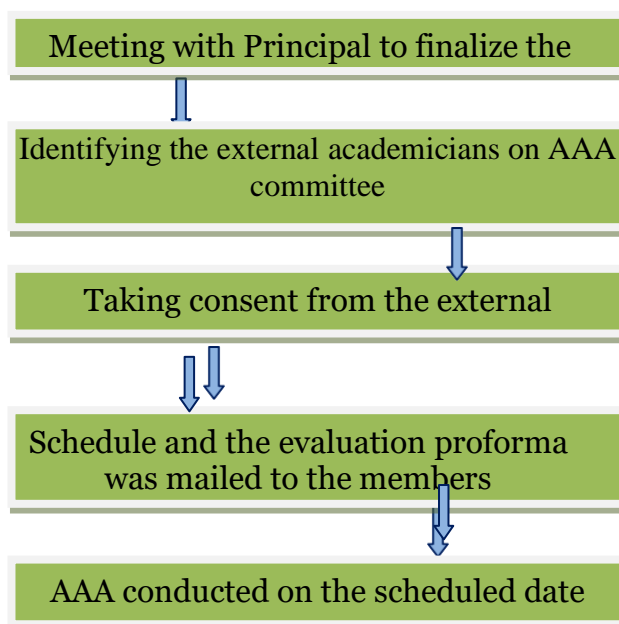 Meeting with Principal to finalize the
Identifying the external academicians on AAA
committee
Taking consent from the external
Schedule and the evaluation proforma
was mailed to the members
AAA conducted on the scheduled date